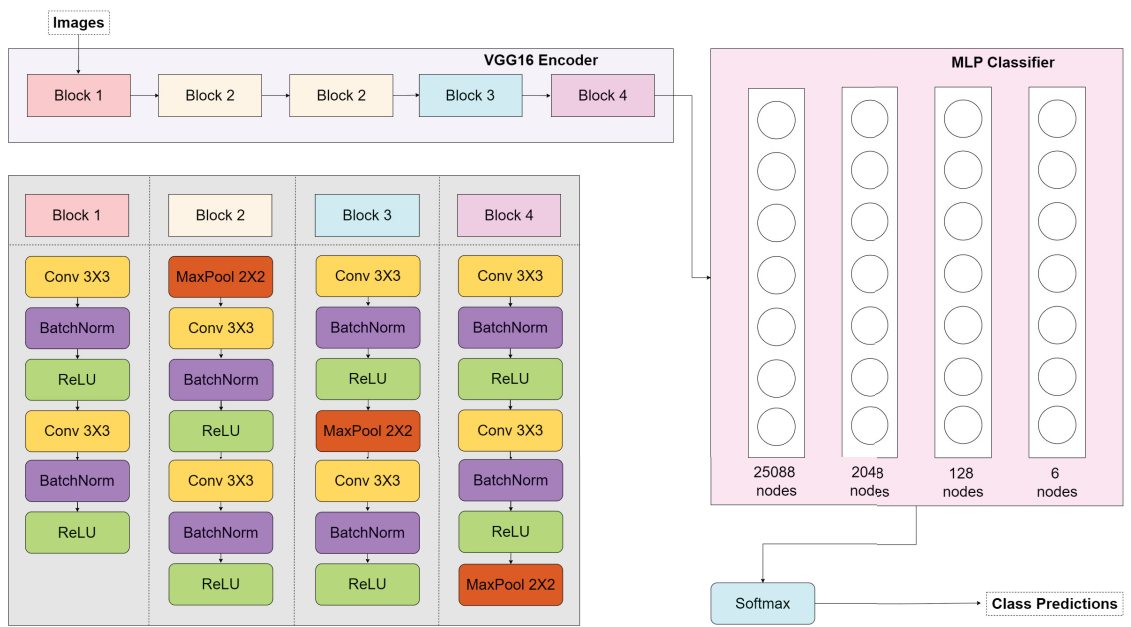 Images
VGG16 Encoder
Block 1
Block 2
Block 2
Block 3
Block 4
MLP Classifier
25088
nodes
2048
nodes
128
nodes
6
nodes
Block 1
Conv 3X3
BatchNorm
ReLU
Conv 3X3
BatchNorm
ReLU
Block 2
MaxPool 2X2
Conv 3X3
BatchNorm
ReLU
Conv 3X3
BatchNorm
ReLU
Block 3
Conv 3X3
BatchNorm
ReLU
MaxPool 2X2
Conv 3X3
BatchNorm
ReLU
Block 4
Conv 3X3
BatchNorm
ReLU
Conv 3X3
BatchNorm
ReLU
MaxPool 2X2
Softmax
Class Predictions